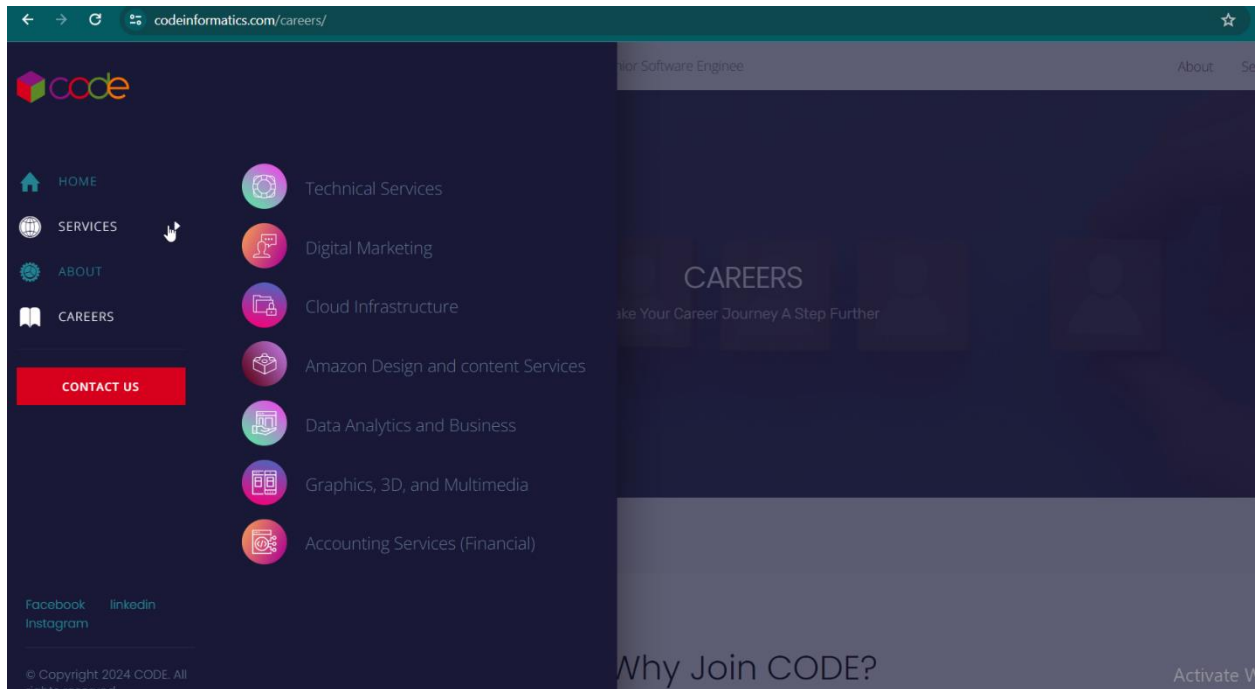 codeinformatics.com/careers/
code
nior Software Enginee
About Se
HOME
SERVICES
ABOUT
CAREERS
CONTACT US
Technical Services
Digital Marketing
Cloud Infrastructure
Amazon Design and content Services
Data Analytics and Business
Graphics, 3D, and Multimedia
Accounting Services (Financial)
CAREERS
ake Your Career Journey A Step Further
Facebook linkedin
Instagram
© Copyright 2024 CODE. All
Why Join CODE?
Activate W